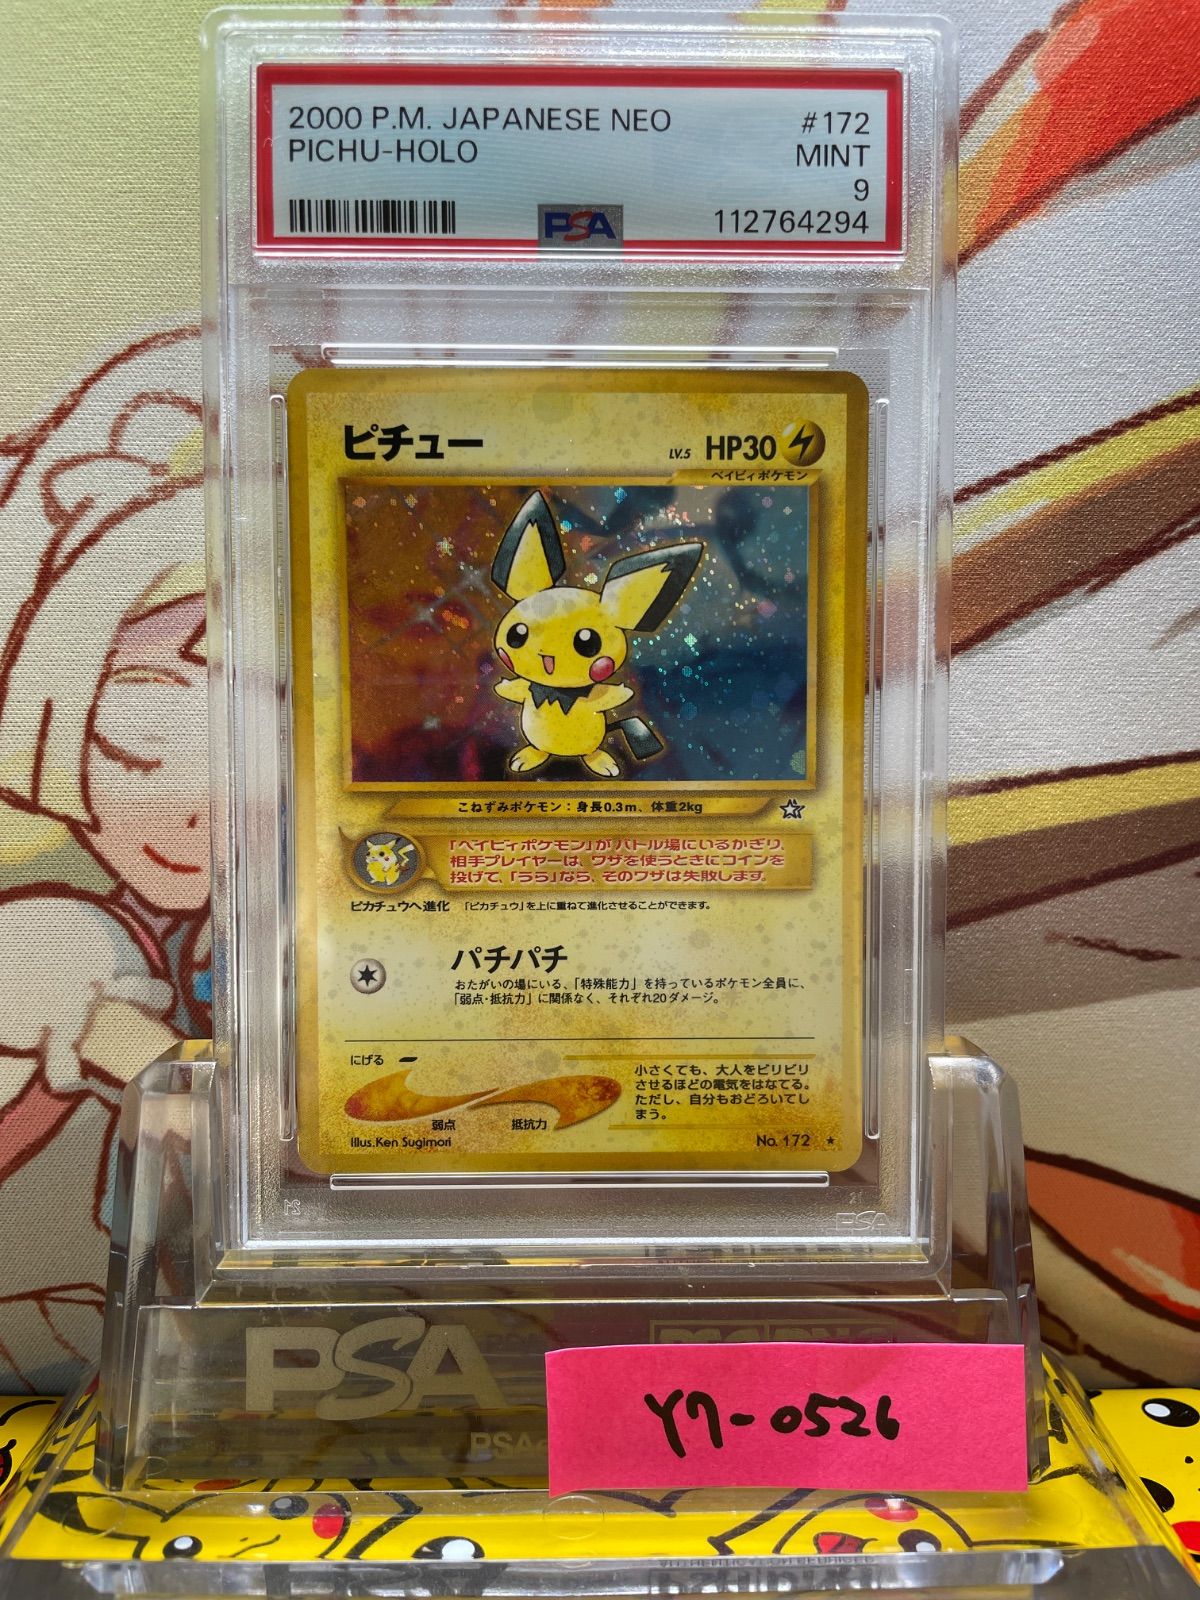 2000 P.M. JAPANESE NEO #172
PICHU-HOLO MINT
9
PSA 112764294
ピチュー LV.5 HP30
ベイビィポケモン
こねずみポケモン：身長0.3m、体重2kg
「ベイビィポケモン」がバトル場にいるかぎり、
相手プレイヤーは、ワザを使うときにコインを
投げて、「うら」なら、そのワザは失敗します。
ピカチュウへ進化 「ピカチュウ」を上に重ねて進化させることができます。
パチパチ
おたがいの場にいる、「特殊能力」を持っているポケモン全員に、
「弱点・抵抗力」に関係なく、それぞれ20ダメージ。
にげる
弱点 抵抗力
小さくても、大人をビリビリ
させるほどの電気をはなてる。
ただし、自分もおどろいてし
まう。
Illus.Ken Sugimori No. 172 ★
PSA
PSA
Yク-0526